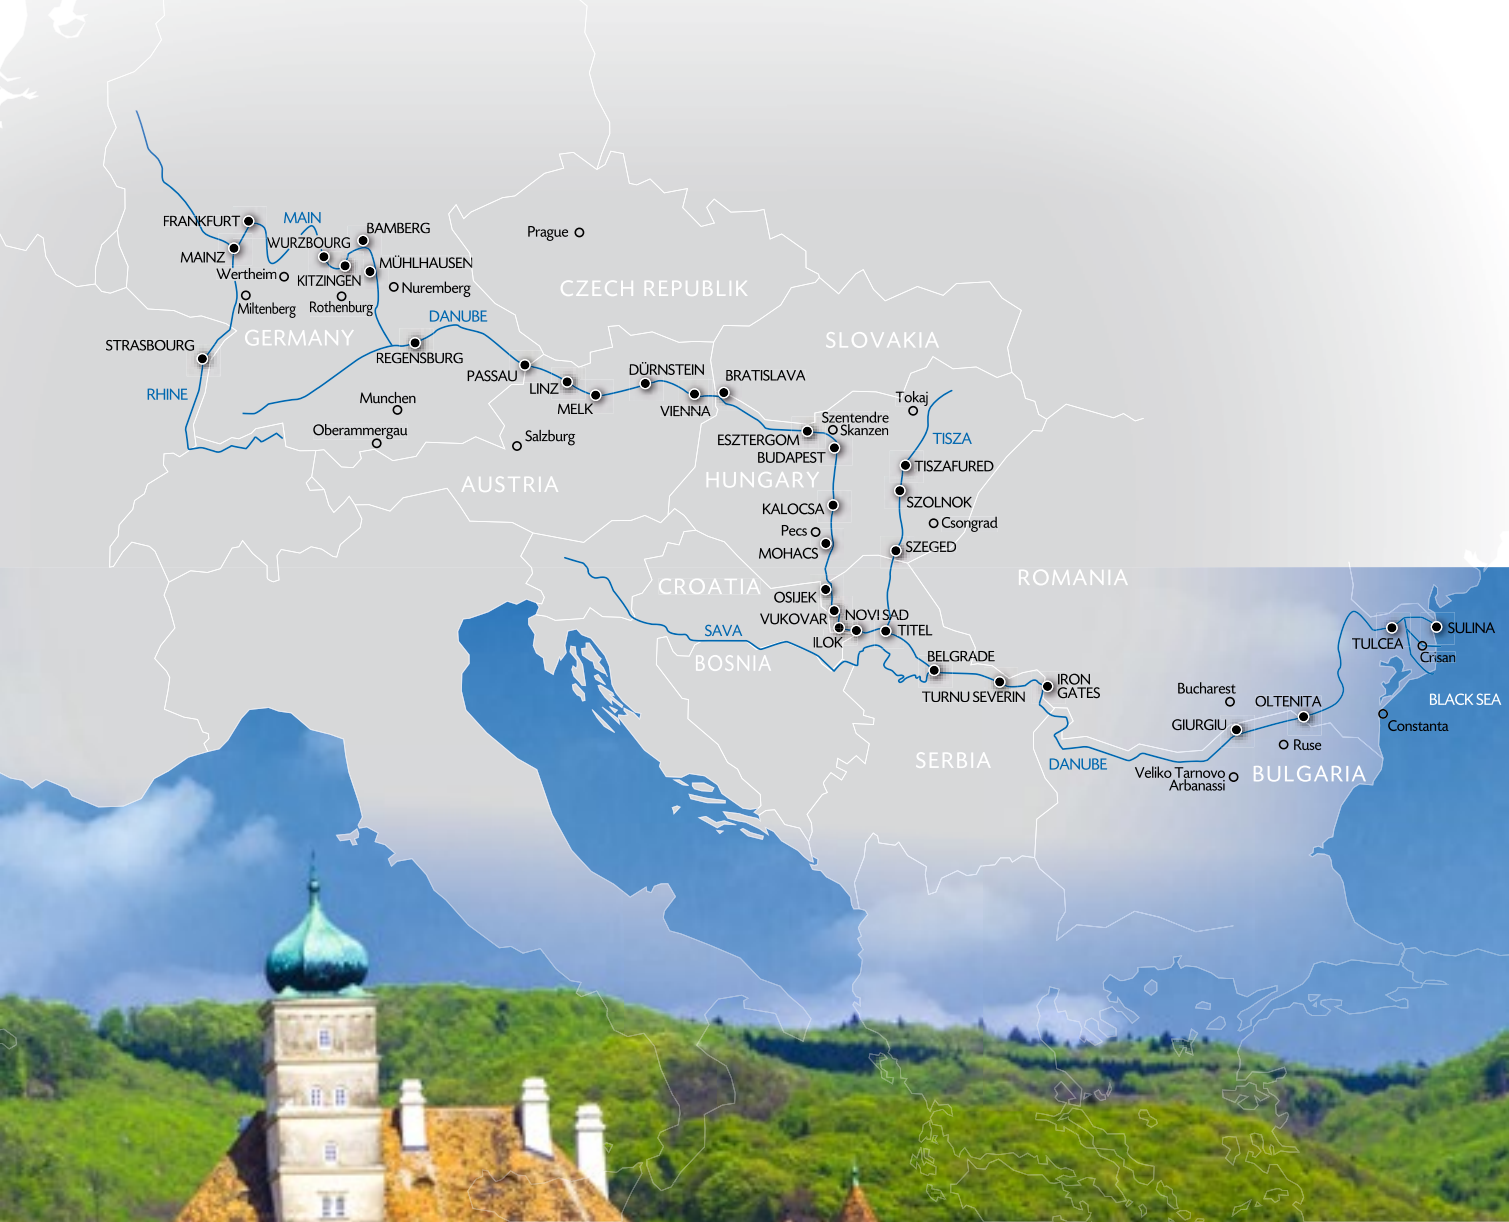 FRANKFURT
MAIN
BAMBERG
WURZBOURG
MAINZ
MÜHLHAUSEN
Wertheim
KITZINGEN
Nuremberg
Miltenberg
Rothenburg
Prague
CZECH REPUBLIK
GERMANY
DANUBE
STRASBOURG
REGENSBURG
SLOVAKIA
RHINE
PASSAU
LINZ
MELK
DÜRNSTEIN
VIENNA
BRATISLAVA
Munchen
Oberammergau
Salzburg
Tokaj
Szentendre
Skanzen
ESZTERGOM
BUDAPEST
TISZA
TISZAFURED
AUSTRIA
HUNGARY
SZOLNOK
KALOCSA
Csongrad
Pecs
MOHACS
SZEGED
CROATIA
ROMANIA
OSIJEK
VUKOVAR
NOVI SAD
SAVA
ILOK
TITEL
BOSNIA
BELGRADE
TURNU SEVERIN
IRON
GATES
TULCEA
SULINA
Crisan
Bucharest
OLTENITA
BLACK SEA
GIURGIU
Constanta
Ruse
SERBIA
DANUBE
Veliko Tarnovo
Arbanassi
BULGARIA